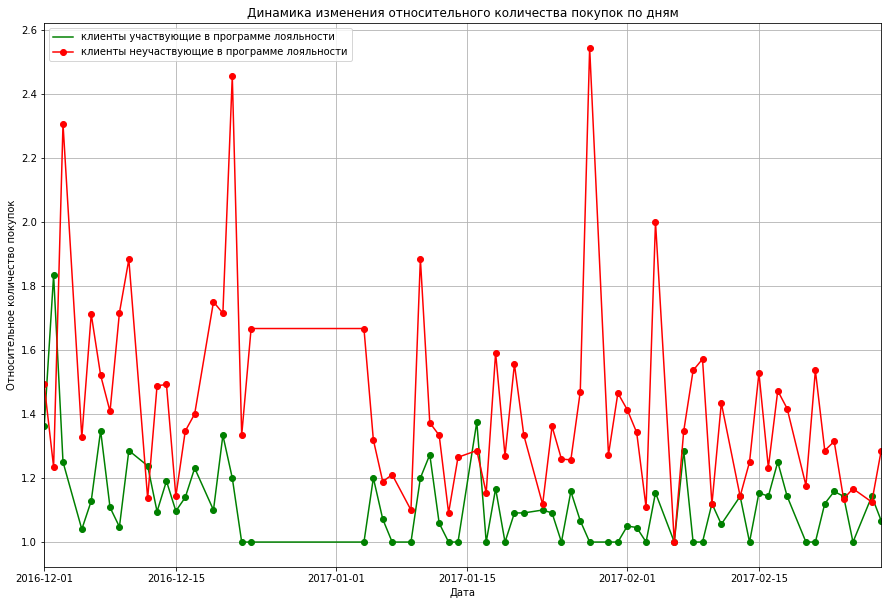 Динамика изменения относительного количества покупок по дням
клиенты участвующие в программе лояльности
клиенты неучаствующие в программе лояльности
Относительное количество покупок
2.6
2.4
2.2
2.0
1.8
1.6
1.4
1.2
1.0
2016-12-01 2016-12-15 2017-01-01 2017-01-15 2017-02-01 2017-02-15
Дата